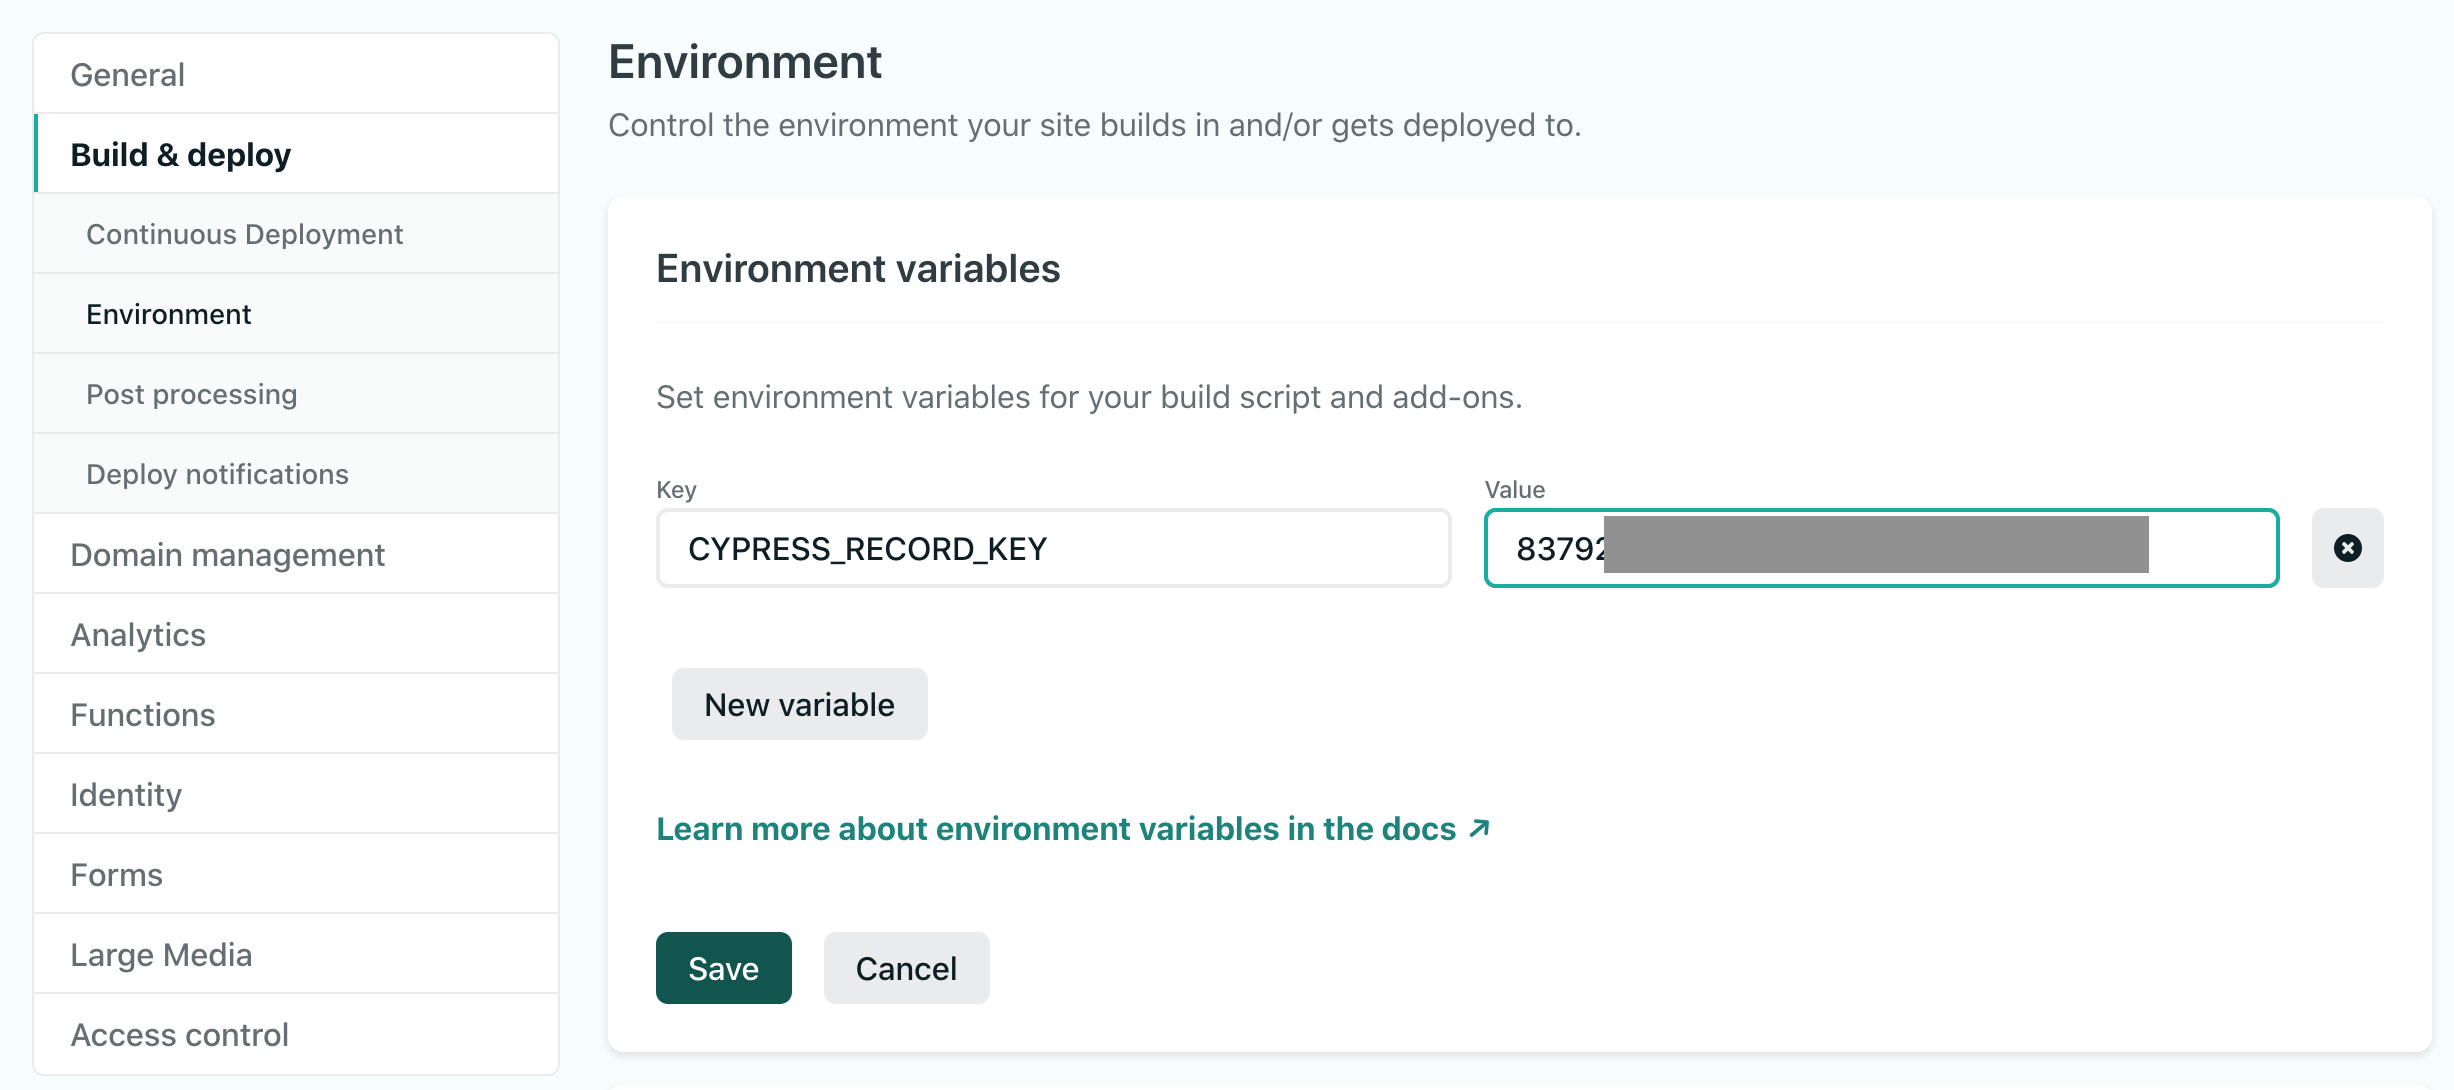 General
Build & deploy
Continuous Deployment
Environment
Post processing
Deploy notifications
Domain management
Analytics
Functions
Identity
Forms
Large Media
Access control
Environment
Control the environment your site builds in and/or gets deployed to.
Environment variables
Set environment variables for your build script and add-ons.
Key
Value
CYPRESS_RECORD_KEY
83792
New variable
Learn more about environment variables in the docs ↗
Save
Cancel